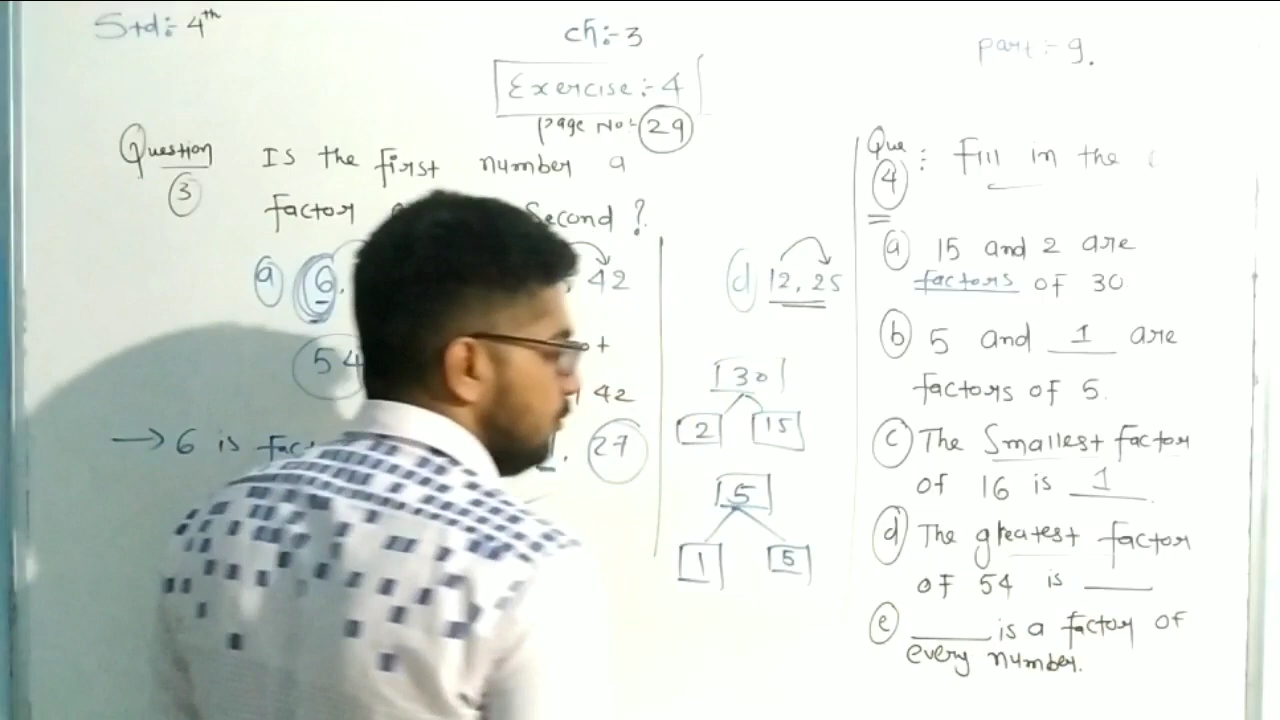 Std:- 4th
ch:- 3
part:- 9.
Exercise:- 4
page No:- 29
Question
3
Is the first number a
factor
Second ?
a 6,
42
54
42
→ 6 is
27
d 12, 25
30
2 15
5
1 5
Que
4 : Fill in the
a 15 and 2 are
factors of 30
b 5 and 1 are
factors of 5.
c The Smallest factor
of 16 is 1
d The greatest factor
of 54 is ____
e ____ is a factor of
every number.